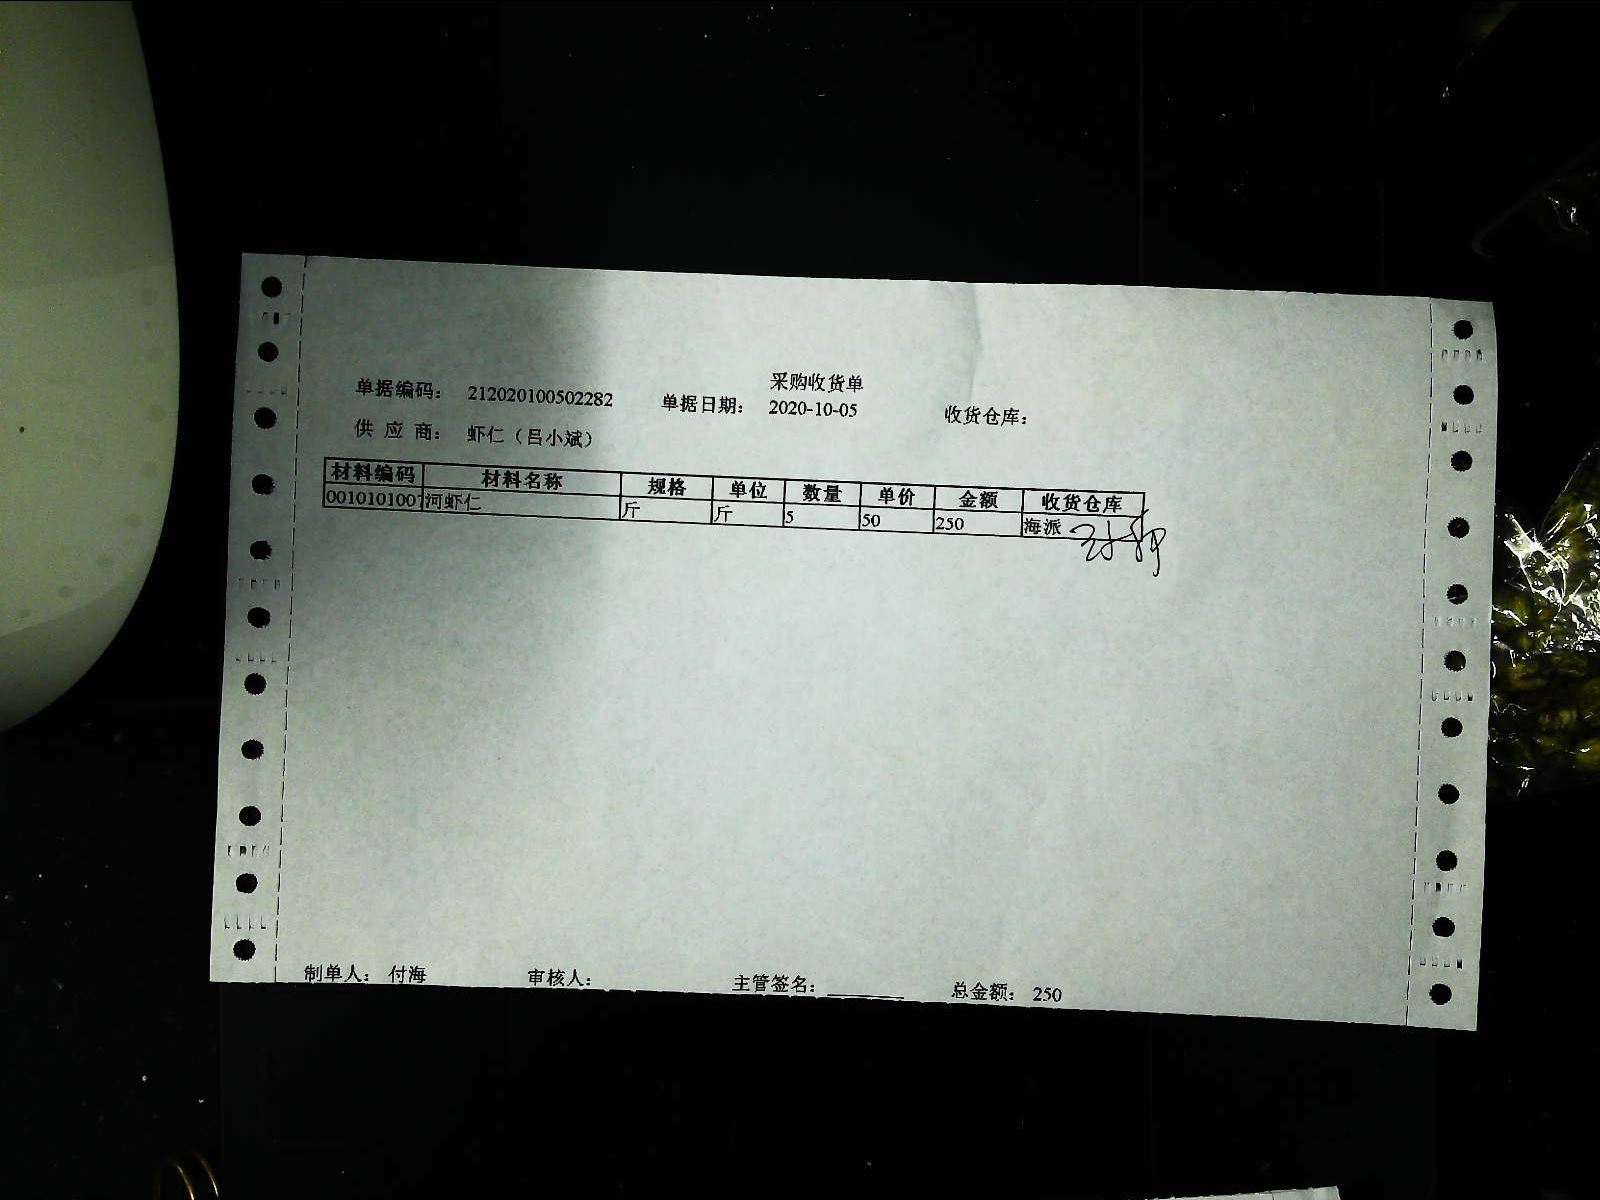 采购收货单
单据编码： 212020100502282 单据日期： 2020-10-05 收货仓库：
供 应 商： 虾仁（吕小斌）
材料编码 材料名称 规格 单位 数量 单价 金额 收货仓库
0010101007 河虾仁 斤 斤 5 50 250 海派
制单人： 付海 审核人： 主管签名： 总金额： 250